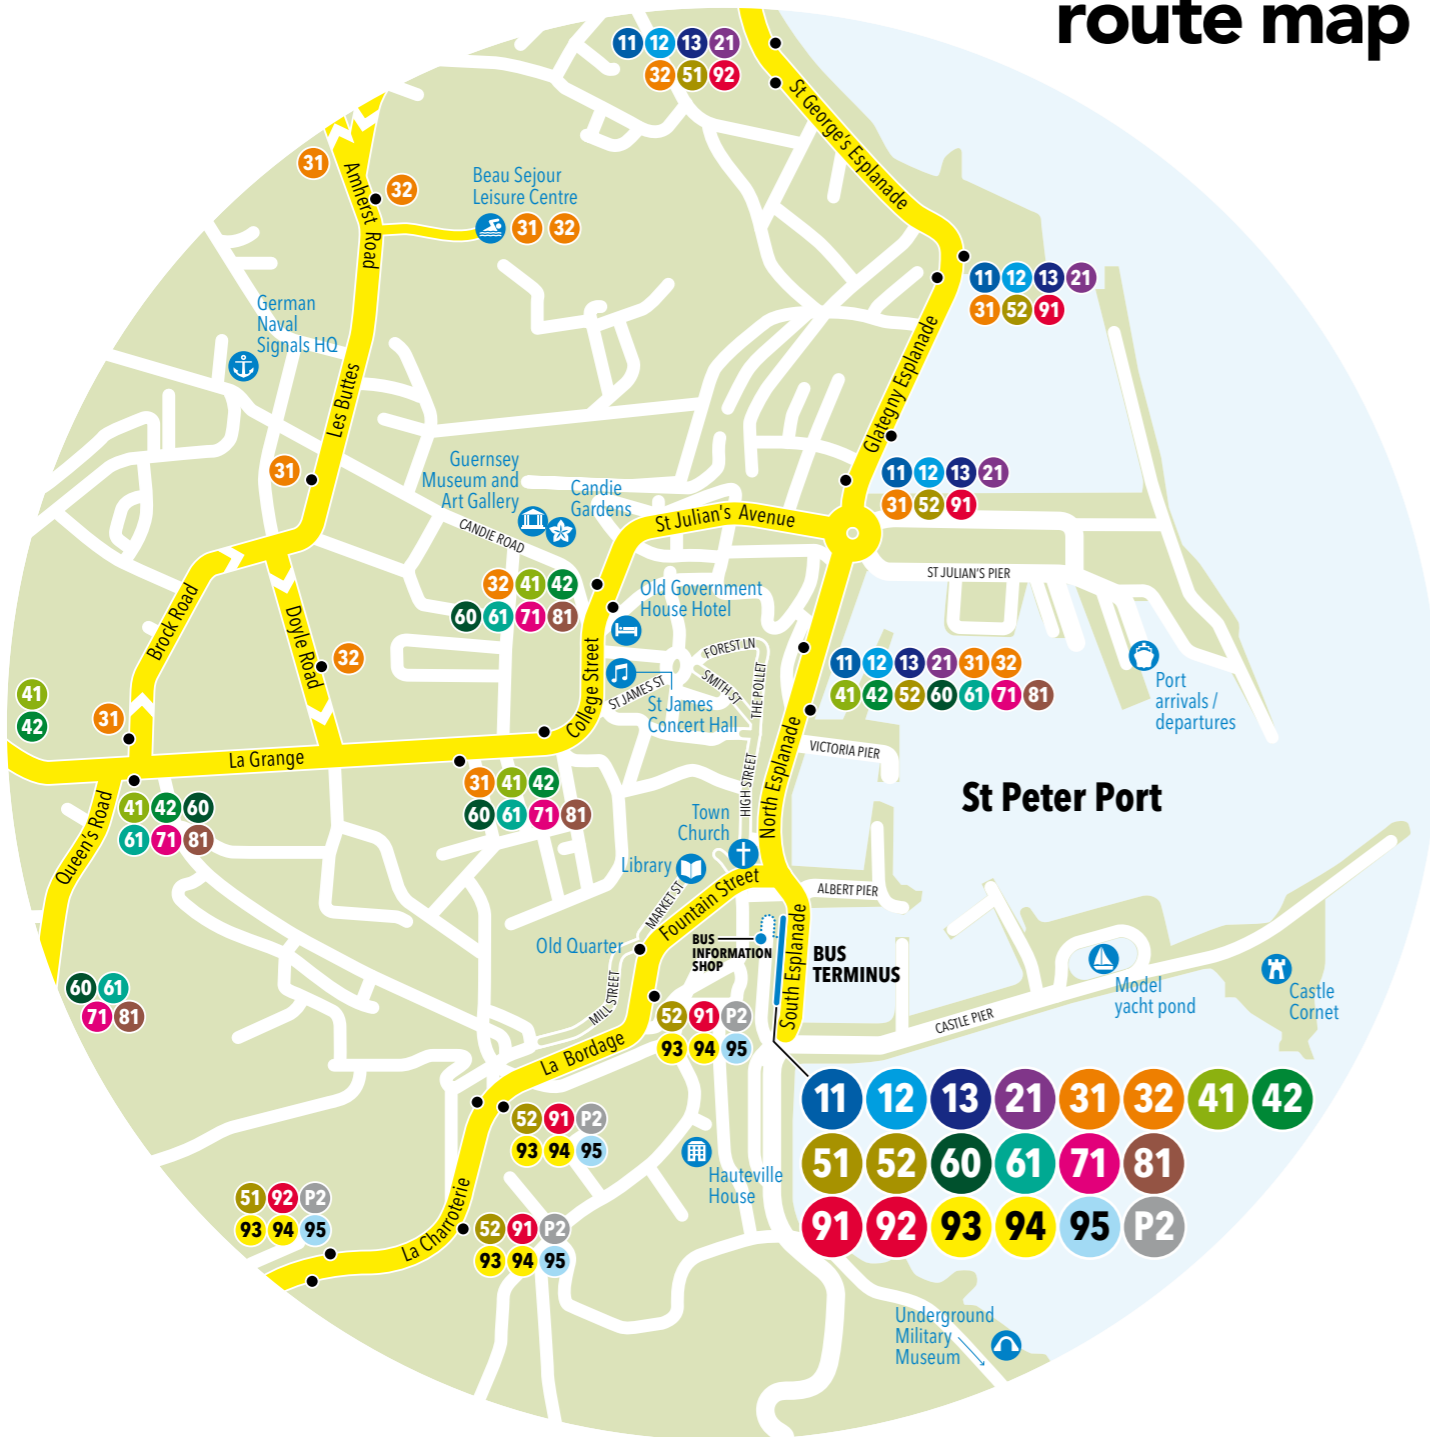 route map
11 12 13 21
32 51 92
St George's Esplanade
31
Amherst Road
32
Beau Sejour
Leisure Centre
31 32
11 12 13 21
31 52 91
German
Naval
Signals HQ
Les Buttes
Glategny Esplanade
31
Guernsey
Museum and
Art Gallery
Candie
Gardens
CANDIE ROAD
11 12 13 21
31 52 91
St Julian's Avenue
ST JULIAN'S PIER
32 41 42
60 61 71 81
Old Government
House Hotel
Brock Road
Doyle Road
32
College Street
FOREST LN
SMITH ST
THE POLLET
ST JAMES ST
St James
Concert Hall
11 12 13 21 31 32
41 42 52 60 61 71 81
Port
arrivals /
departures
41
42
31
La Grange
VICTORIA PIER
North Esplanade
HIGH STREET
St Peter Port
31 41 42
60 61 71 81
41 42 60
61 71 81
Queen's Road
Town
Church
Library
MARKET ST
Fountain Street
ALBERT PIER
Old Quarter
BUS
INFORMATION
SHOP
South Esplanade
BUS
TERMINUS
MILL STREET
60 61
71 81
Model
yacht pond
Castle
Cornet
CASTLE PIER
52 91 P2
93 94 95
La Bordage
11 12 13 21 31 32 41 42
51 52 60 61 71 81
91 92 93 94 95 P2
52 91 P2
93 94 95
Hauteville
House
51 92 P2
93 94 95
La Charroterie
52 91 P2
93 94 95
Underground
Military
Museum